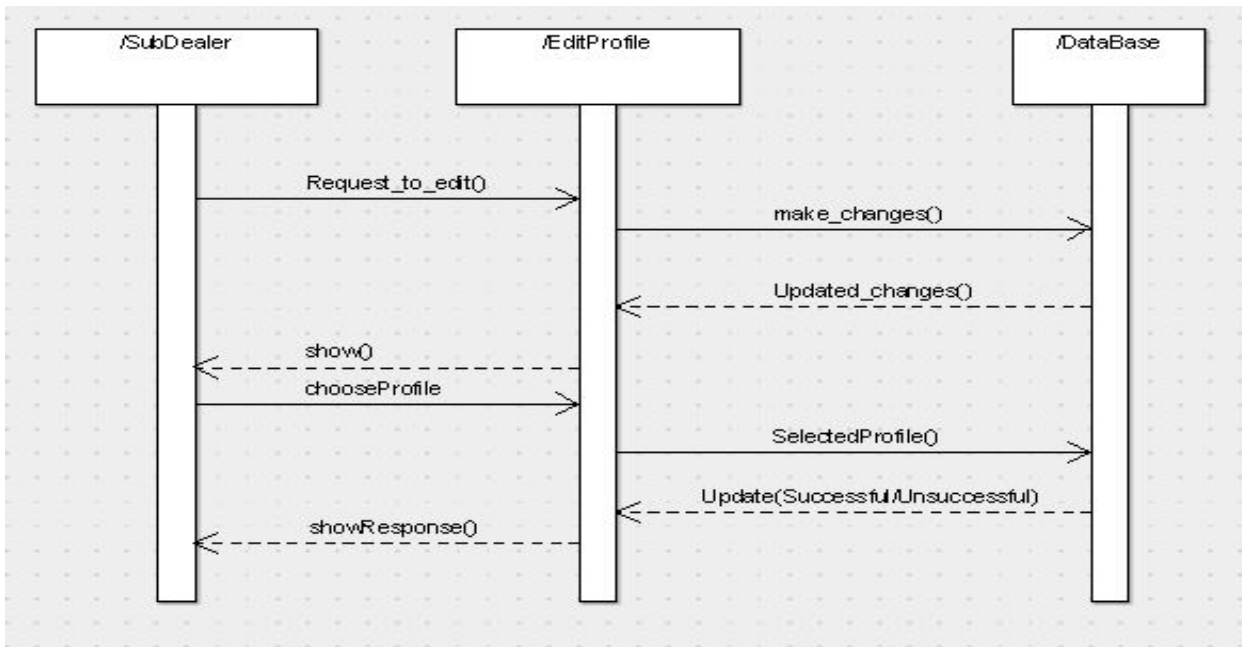 /SubDealer
/EditProfile
/DataBase
Request_to_edit()
make_changes()
Updated_changes()
show()
chooseProfile
SelectedProfile()
Update(Successful/Unsuccessful)
showResponse()